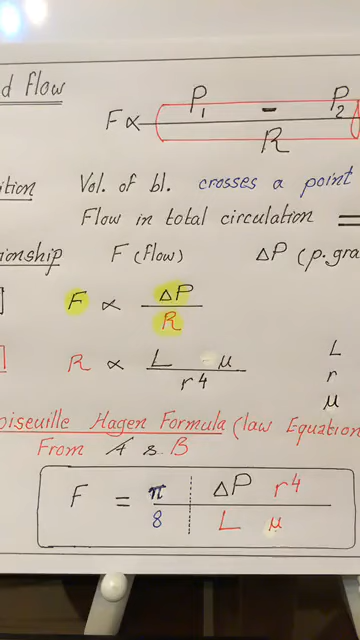 d flow
P1 - P2
F ∝
R
ition Vol. of bl. crosses a point
Flow in total circulation =
ionship F (flow) ΔP (p. gra
] F ∝ ΔP / R
] R ∝ L μ / r⁴
L
r
μ
oiseuille Hagen Formula (law Equation
From A & B
F = π/8 ΔP r⁴ / L μ